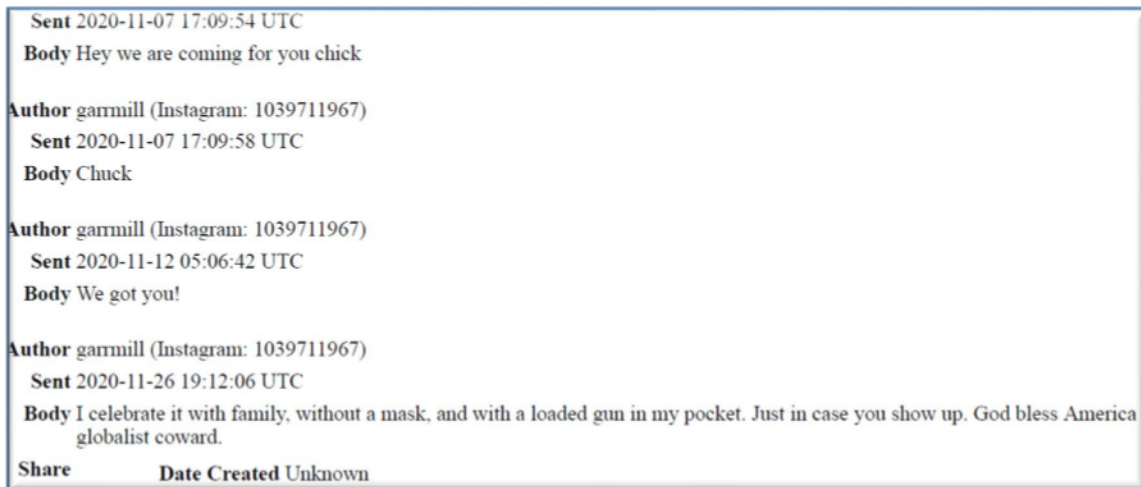 Sent 2020-11-07 17:09:54 UTC
Body Hey we are coming for you chick
Author garrmill (Instagram: 1039711967)
Sent 2020-11-07 17:09:58 UTC
Body Chuck
Author garrmill (Instagram: 1039711967)
Sent 2020-11-12 05:06:42 UTC
Body We got you!
Author garrmill (Instagram: 1039711967)
Sent 2020-11-26 19:12:06 UTC
Body I celebrate it with family, without a mask, and with a loaded gun in my pocket. Just in case you show up. God bless America
globalist coward.
Share Date Created Unknown